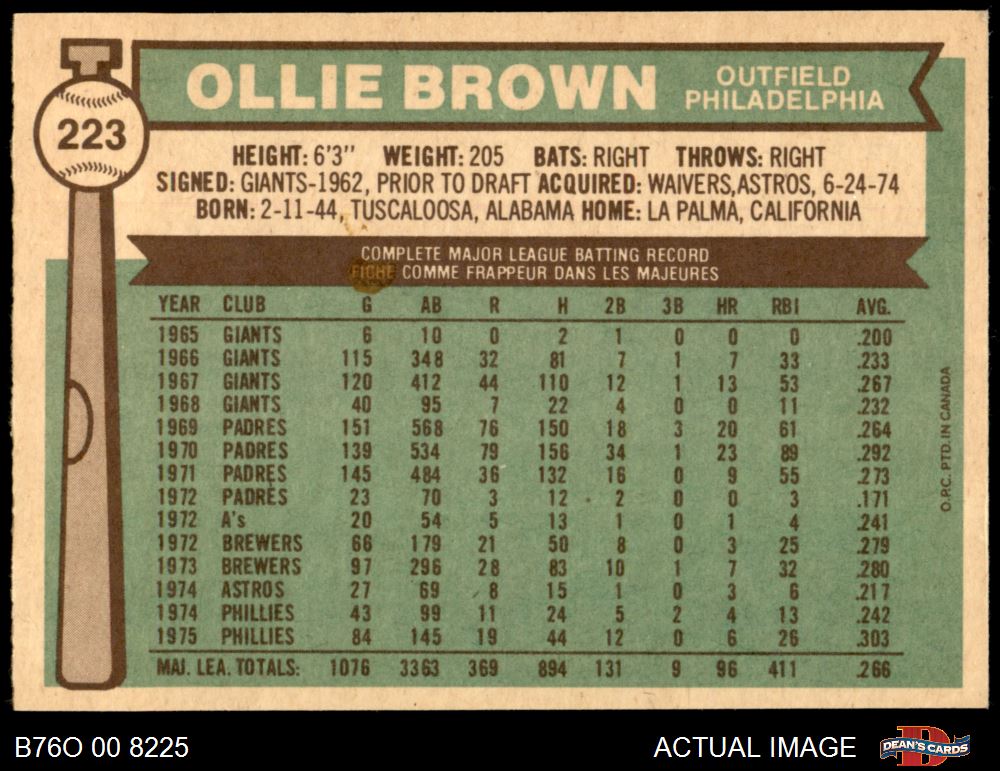 223
OLLIE BROWN
OUTFIELD
PHILADELPHIA
HEIGHT: 6'3" WEIGHT: 205 BATS: RIGHT THROWS: RIGHT
SIGNED: GIANTS-1962, PRIOR TO DRAFT ACQUIRED: WAIVERS,ASTROS, 6-24-74
BORN: 2-11-44, TUSCALOOSA, ALABAMA HOME: LA PALMA, CALIFORNIA
COMPLETE MAJOR LEAGUE BATTING RECORD
FICHE COMME FRAPPEUR DANS LES MAJEURES
YEAR CLUB G AB R H 2B 3B HR RBI AVG.
1965 GIANTS 6 10 0 2 1 0 0 0 .200
1966 GIANTS 115 348 32 81 7 1 7 33 .233
1967 GIANTS 120 412 44 110 12 1 13 53 .267
1968 GIANTS 40 95 7 22 4 0 0 11 .232
1969 PADRES 151 568 76 150 18 3 20 61 .264
1970 PADRES 139 534 79 156 34 1 23 89 .292
1971 PADRES 145 484 36 132 16 0 9 55 .273
1972 PADRES 23 70 3 12 2 0 0 3 .171
1972 A's 20 54 5 13 1 0 1 4 .241
1972 BREWERS 66 179 21 50 8 0 3 25 .279
1973 BREWERS 97 296 28 83 10 1 7 32 .280
1974 ASTROS 27 69 8 15 1 0 3 6 .217
1974 PHILLIES 43 99 11 24 5 2 4 13 .242
1975 PHILLIES 84 145 19 44 12 0 6 26 .303
MAJ. LEA. TOTALS: 1076 3363 369 894 131 9 96 411 .266
O.P.C. PTD. IN CANADA
B76O 00 8225
ACTUAL IMAGE
DEAN'S CARDS